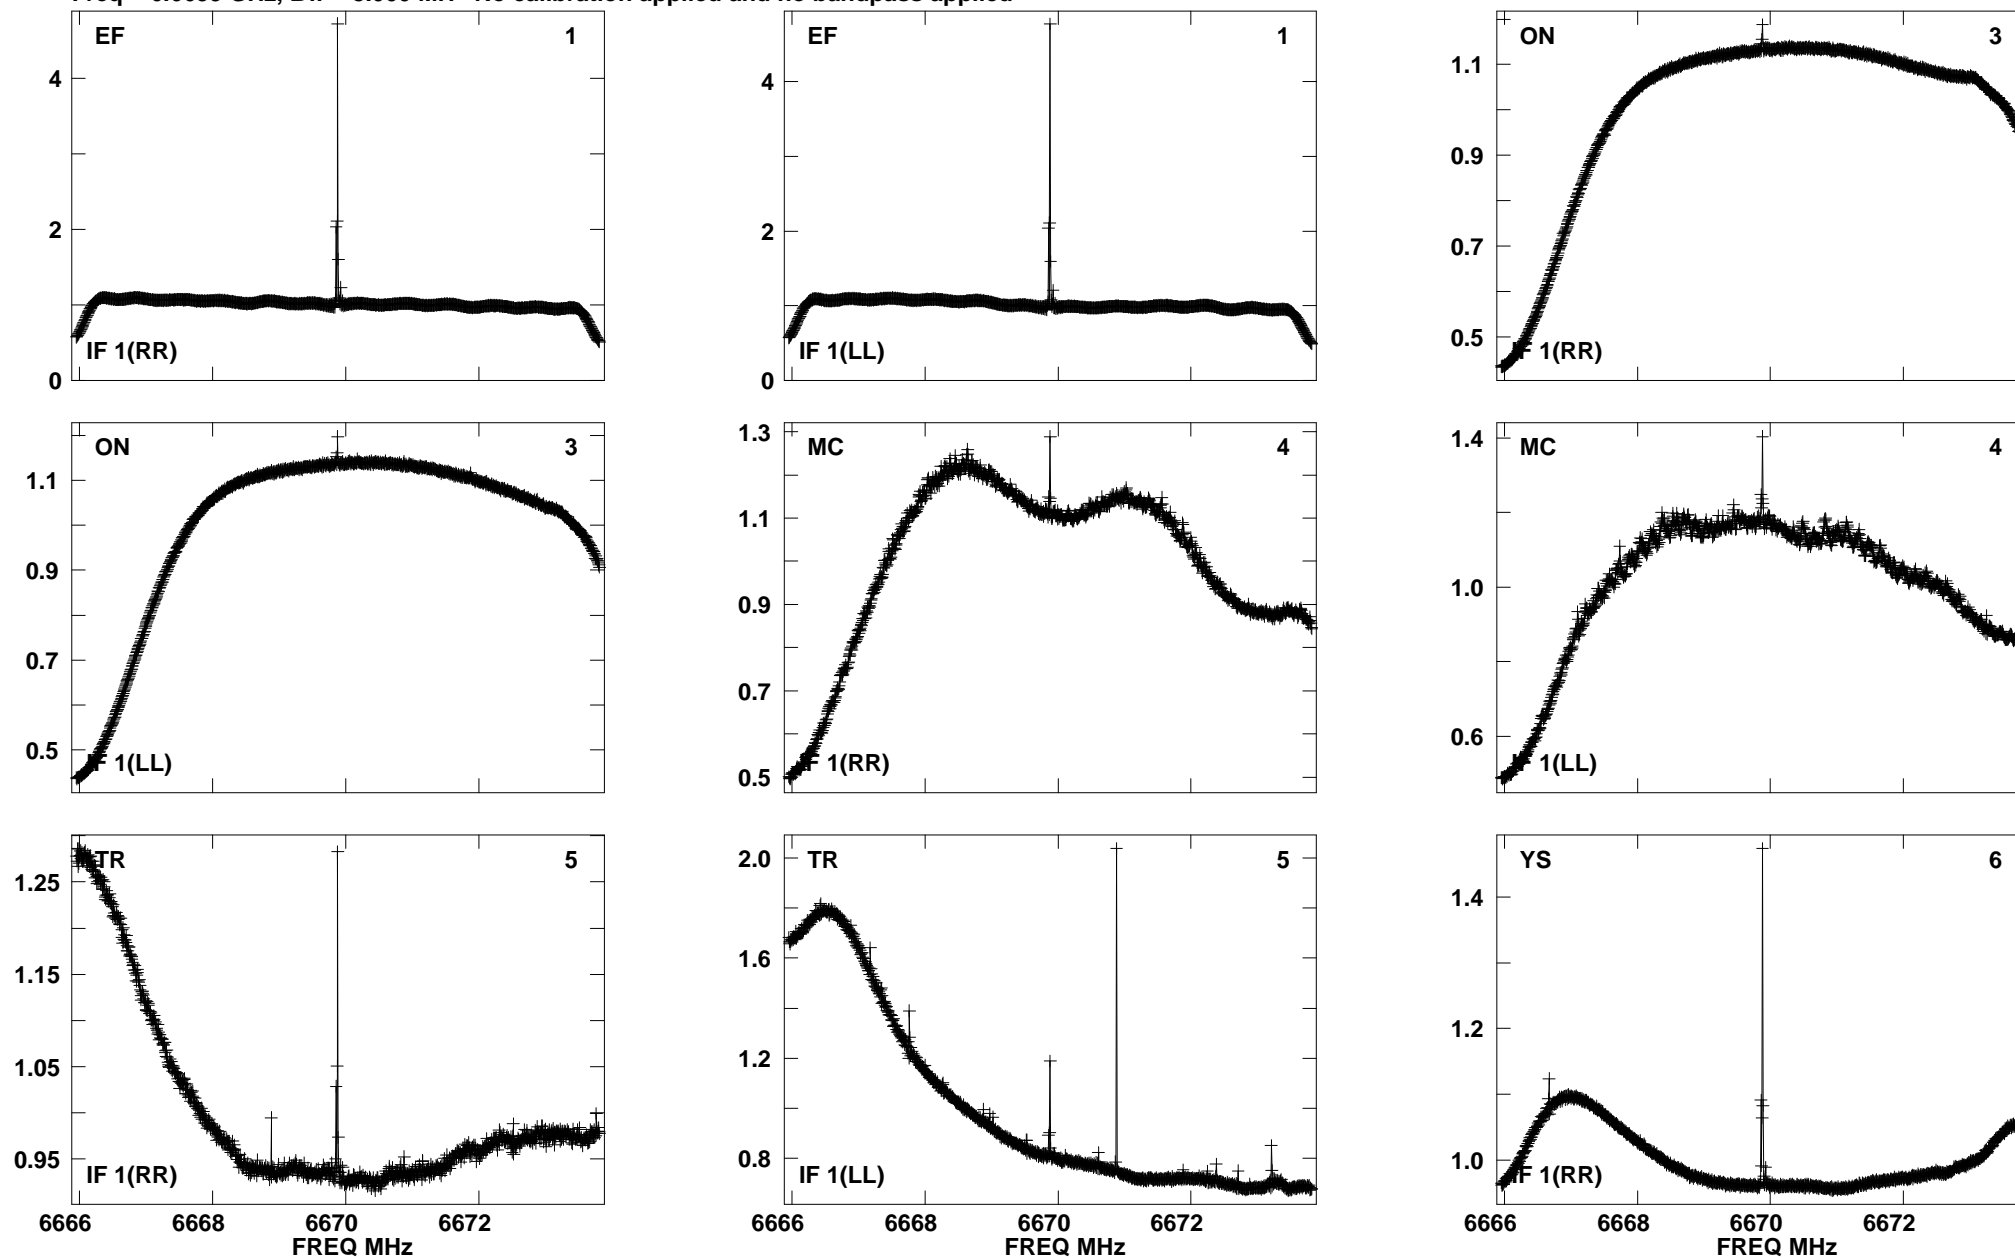 EF 1 EF 1 ON 3
4 4 1.1
0.9
2 2 0.7
0.5
IF 1(RR) IF 1(LL) IF 1(RR)
0 0
ON 3 MC 4 MC 4
1.3 1.4
1.1 1.1
0.9 0.9 1.0
0.7 0.7
0.5 0.6
IF 1(LL) IF 1(RR) IF 1(LL)
0.5
TR 5 TR 5 YS 6
1.25 2.0 1.4
1.15 1.6 1.2
1.05 1.2
0.95 0.8 1.0
IF 1(RR) IF 1(LL) IF 1(RR)
6666 6668 6670 6672 6666 6668 6670 6672 6666 6668 6670 6672
FREQ MHz FREQ MHz FREQ MHz